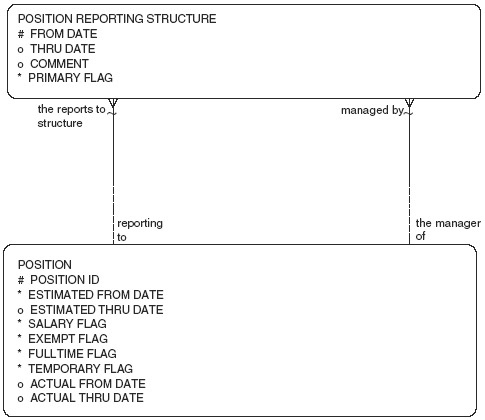 POSITION REPORTING STRUCTURE
# FROM DATE
o THRU DATE
o COMMENT
* PRIMARY FLAG
the reports to
structure
managed by
reporting
to
the manager
of
POSITION
# POSITION ID
* ESTIMATED FROM DATE
o ESTIMATED THRU DATE
* SALARY FLAG
* EXEMPT FLAG
* FULLTIME FLAG
* TEMPORARY FLAG
o ACTUAL FROM DATE
o ACTUAL THRU DATE